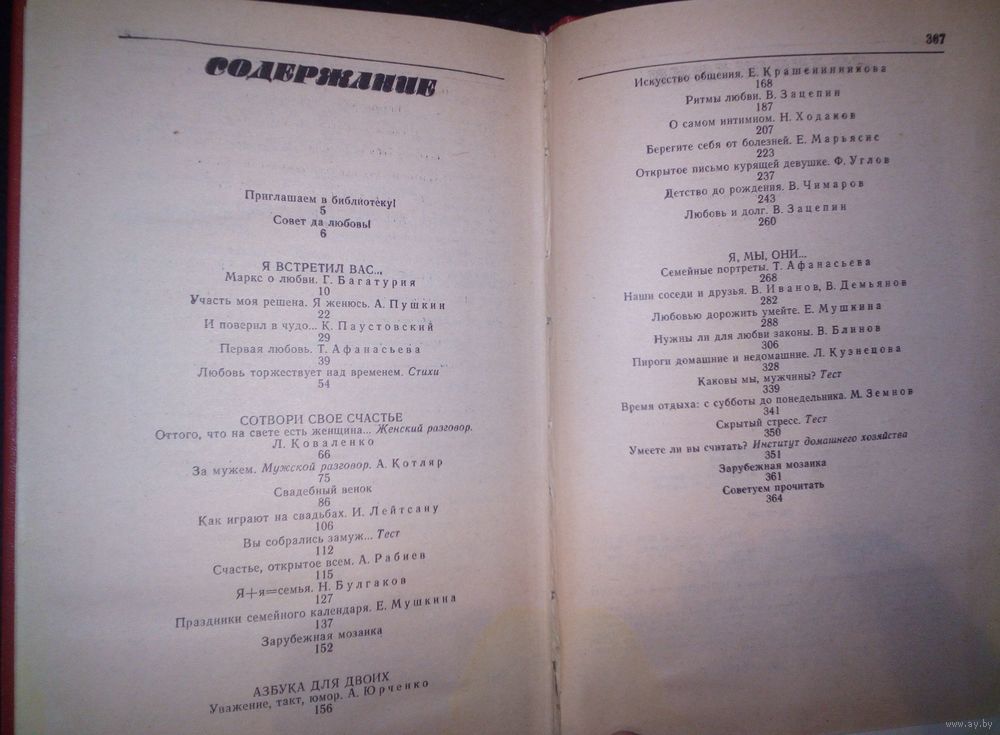 СОДЕРЖАНИЕ
Приглашаем в библиотеку!
5
Совет да любовь!
6
Я ВСТРЕТИЛ ВАС...
Маркс о любви. Г. Багатурия
10
Участь моя решена. Я женюсь. А. Пушкин
22
И поверил в чудо... К. Паустовский
29
Первая любовь. Т. Афанасьева
39
Любовь торжествует над временем. Стихи
54
СОТВОРИ СВОЕ СЧАСТЬЕ
Оттого, что на свете есть женщина... Женский разговор.
Л. Коваленко
66
За мужем. Мужской разговор. А. Котляр
75
Свадебный венок
86
Как играют на свадьбах. И. Лейтсану
106
Вы собрались замуж... Тест
112
Счастье, открытое всем. А. Рабиев
115
Я+я=семья. Н. Булгаков
127
Праздники семейного календаря. Е. Мушкина
137
Зарубежная мозаика
152
АЗБУКА ДЛЯ ДВОИХ
Уважение, такт, юмор. А. Юрченко
156
367
Искусство общения. Е. Крашенинникова
168
Ритмы любви. В. Зацепин
187
О самом интимном. Н. Ходаков
207
Берегите себя от болезней. Е. Марьясис
223
Открытое письмо курящей девушке. Ф. Углов
237
Детство до рождения. В. Чимаров
243
Любовь и долг. В. Зацепин
260
Я, МЫ, ОНИ...
Семейные портреты. Т. Афанасьева
268
Наши соседи и друзья. В. Иванов, В. Демьянов
282
Любовью дорожить умейте. Е. Мушкина
288
Нужны ли для любви законы. В. Блинов
306
Пироги домашние и недомашние. Л. Кузнецова
328
Каковы мы, мужчины? Тест
339
Время отдыха: с субботы до понедельника. М. Земнов
341
Скрытый стресс. Тест
350
Умеете ли вы считать? Институт домашнего хозяйства
351
Зарубежная мозаика
361
Советуем прочитать
364
www.ay.by